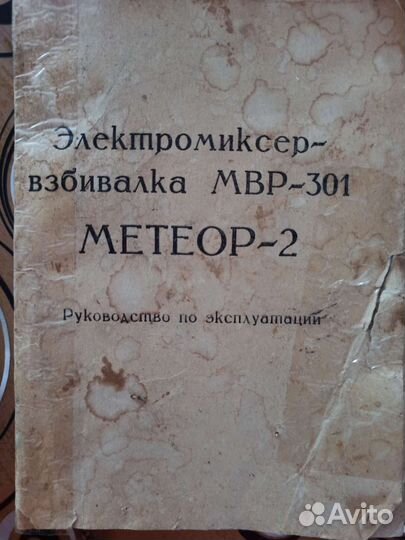 Электромиксер-
взбивалка МВР-301
МЕТЕОР-2
Руководство по эксплуатации
Avito